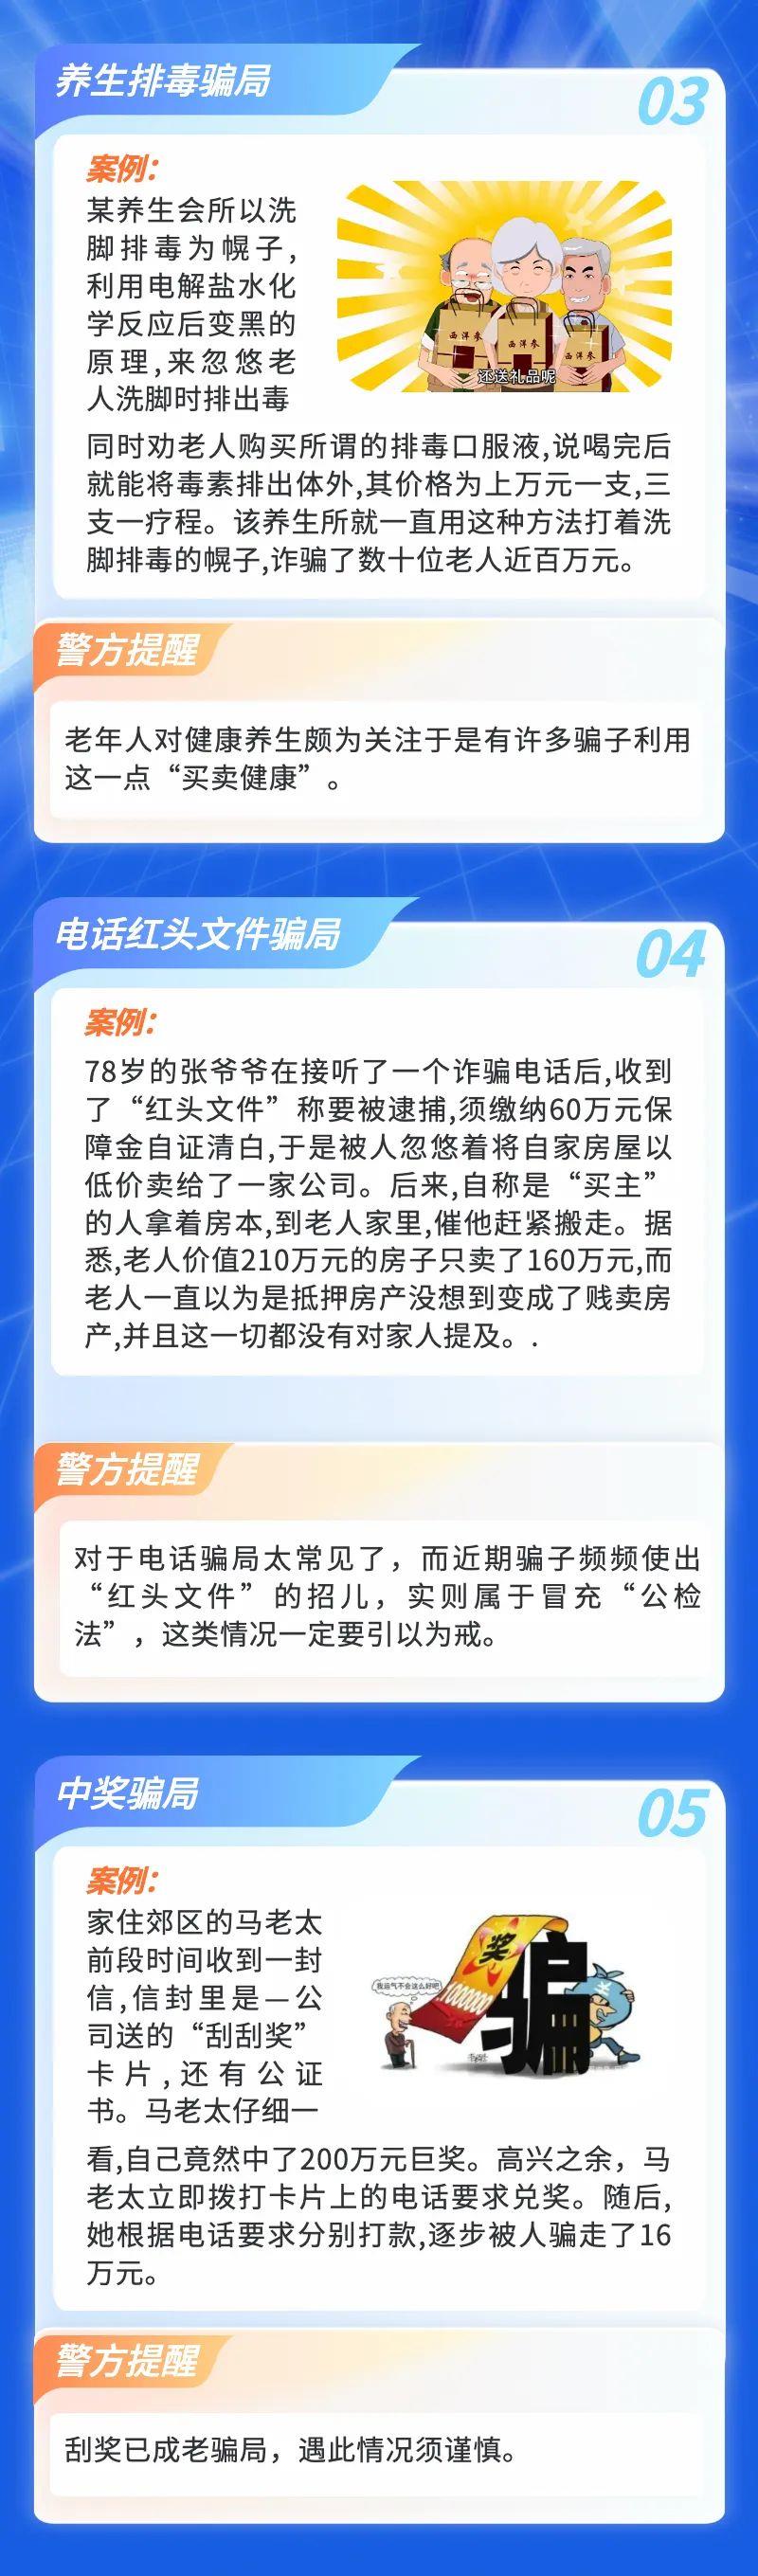 养生排毒骗局
03
案例：
某养生会所以洗
脚排毒为幌子,
利用电解盐水化
学反应后变黑的
原理,来忽悠老
人洗脚时排出毒
西洋参
西洋参
西洋参
还送礼品呢
同时劝老人购买所谓的排毒口服液,说喝完后
就能将毒素排出体外,其价格为上万元一支,三
支一疗程。该养生所就一直用这种方法打着洗
脚排毒的幌子,诈骗了数十位老人近百万元。
警方提醒
老年人对健康养生颇为关注于是有许多骗子利用
这一点“买卖健康”。
电话红头文件骗局
04
案例：
78岁的张爷爷在接听了一个诈骗电话后,收到
了“红头文件”称要被逮捕,须缴纳60万元保
障金自证清白,于是被人忽悠着将自家房屋以
低价卖给了一家公司。后来,自称是“买主”
的人拿着房本,到老人家里,催他赶紧搬走。据
悉,老人价值210万元的房子只卖了160万元,而
老人一直以为是抵押房产没想到变成了贱卖房
产,并且这一切都没有对家人提及。.
警方提醒
对于电话骗局太常见了，而近期骗子频频使出
“红头文件”的招儿，实则属于冒充“公检
法”，这类情况一定要引以为戒。
中奖骗局
05
案例：
家住郊区的马老太
前段时间收到一封
信,信封里是一公
司送的“刮刮奖”
卡片,还有公证
书。马老太仔细一
我运气不会这么好吧
奖
1000000
骗
看,自己竟然中了200万元巨奖。高兴之余，马
老太立即拨打卡片上的电话要求兑奖。随后,
她根据电话要求分别打款,逐步被人骗走了16
万元。
警方提醒
刮奖已成老骗局，遇此情况须谨慎。